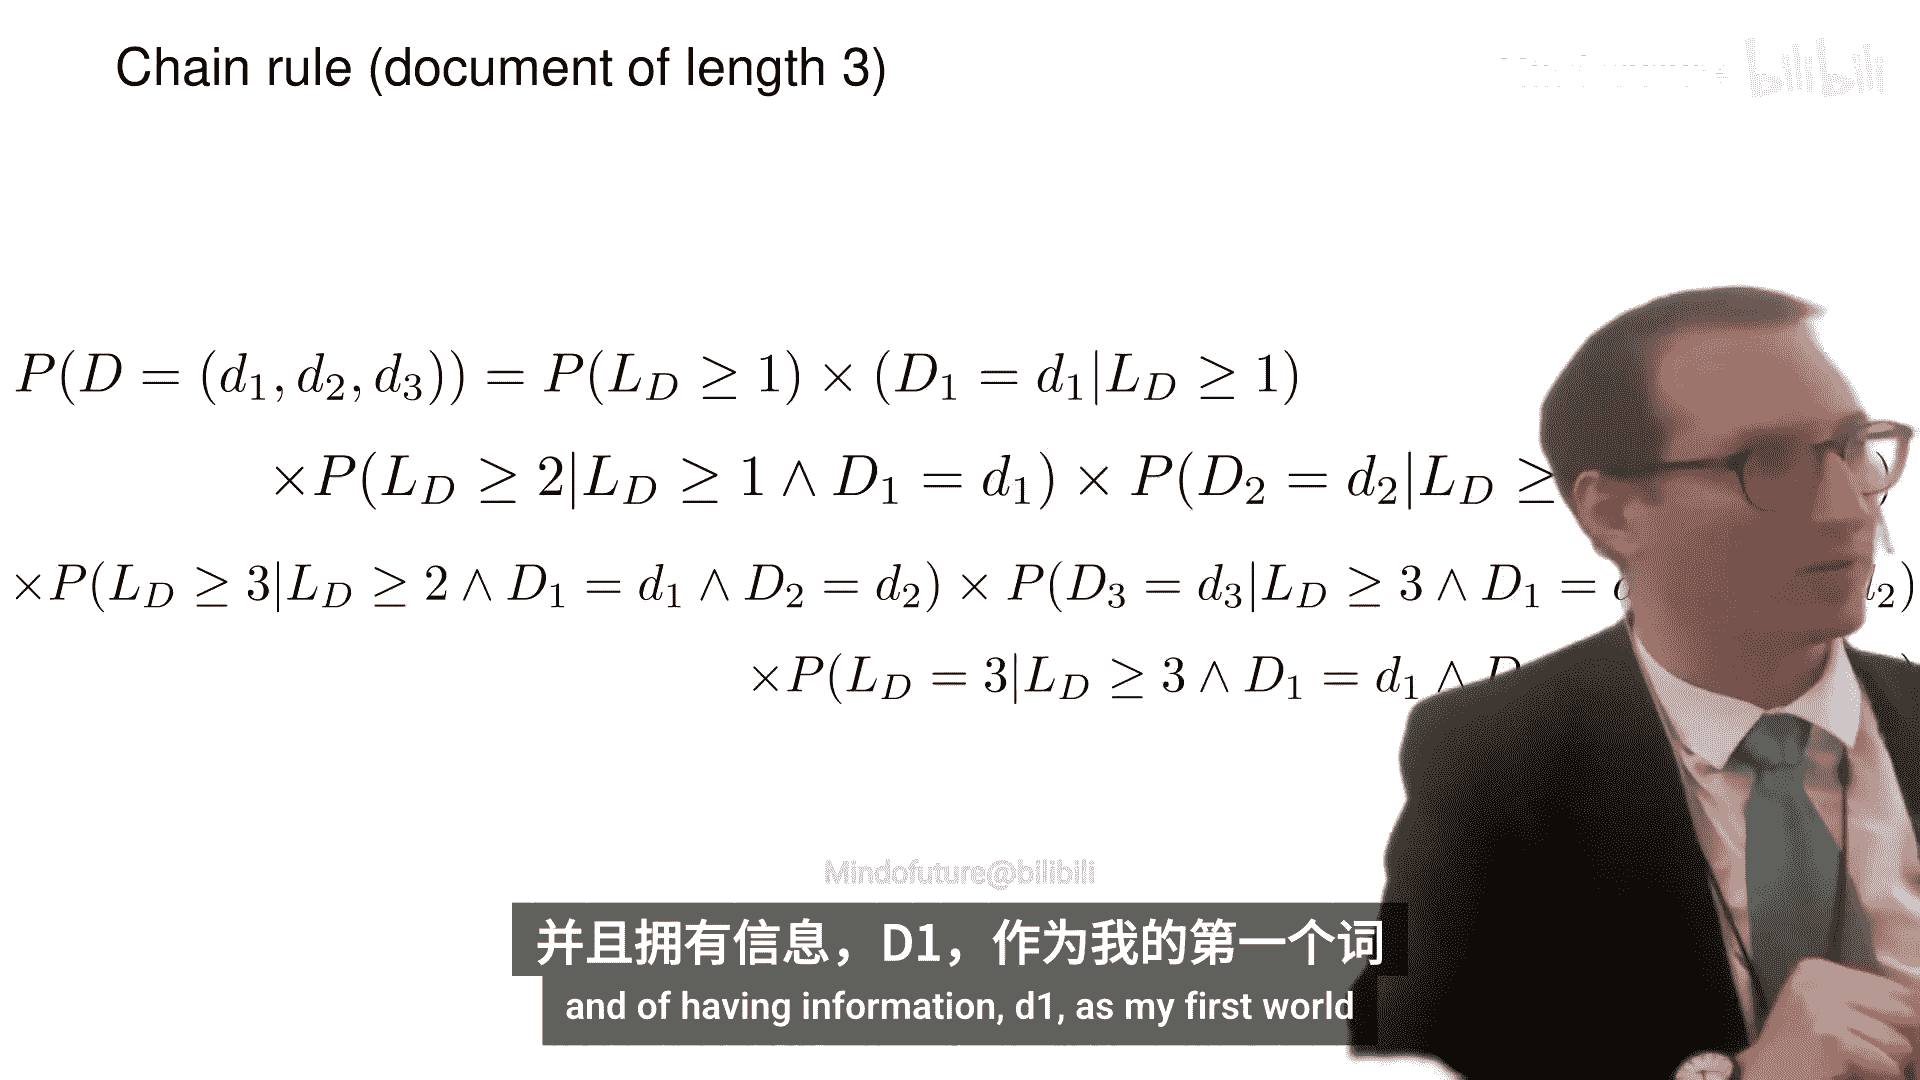 Chain rule (document of length 3)
bilibili
P(D = (d₁, d₂, d₃)) = P(L_D ≥ 1) × (D₁ = d₁|L_D ≥ 1)
×P(L_D ≥ 2|L_D ≥ 1 ∧ D₁ = d₁) × P(D₂ = d₂|L_D ≥ )
×P(L_D ≥ 3|L_D ≥ 2 ∧ D₁ = d₁ ∧ D₂ = d₂) × P(D₃ = d₃|L_D ≥ 3 ∧ D₁ = ₂)
×P(L_D = 3|L_D ≥ 3 ∧ D₁ = d₁ ∧
Mindofuture@bilibili
并且拥有信息，D1，作为我的第一个词
and of having information, d1, as my first world